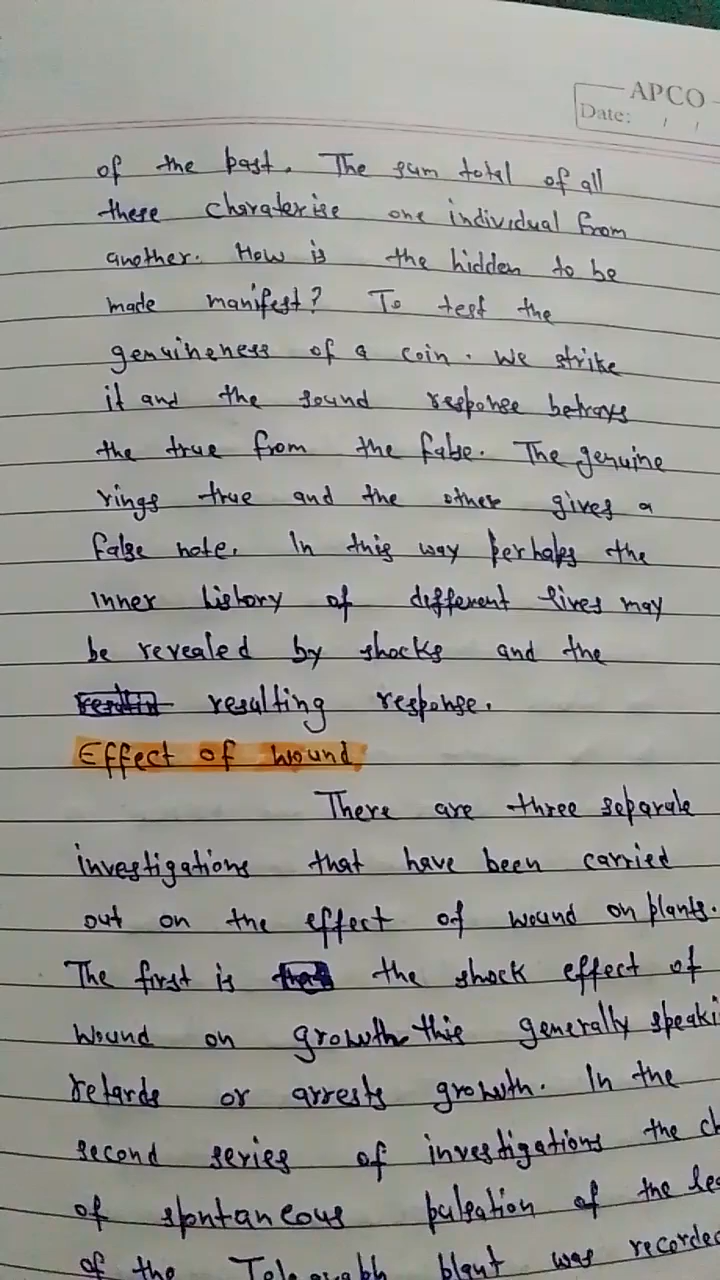 APCO
Date: / /
of the past. The sum total of all
these charaterise one individual from
another. How is the hidden to be
made manifest? To test the
genuineness of a coin. We strike
it and the sound response betrays
the true from the false. The genuine
rings true and the other gives a
false note. In this way perhaps the
inner history of different lives may
be revealed by shocks and the
resulting response.
Effect of wound
There are three separate
investigations that have been carried
out on the effect of wound on plants.
The first is the shock effect of
wound on growth this generally speaki
retards or arrests growth. In the
second series of investigations the ch
of spontaneous pulsation of the lea
of the Telegraph plant was recorded